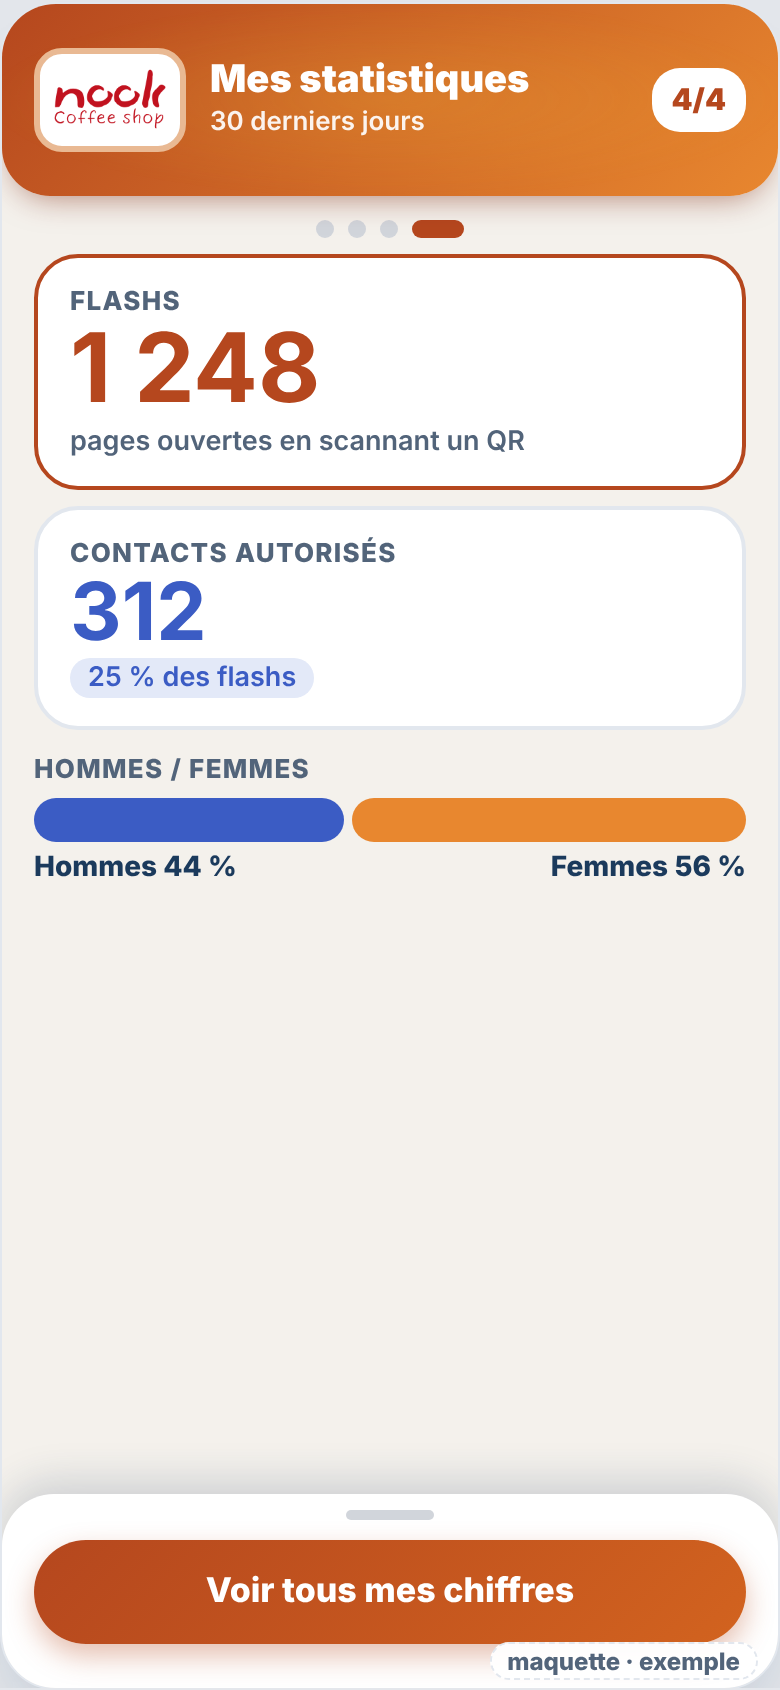 nook
Coffee shop
Mes statistiques
30 derniers jours
4/4
FLASHS
1 248
pages ouvertes en scannant un QR
CONTACTS AUTORISÉS
312
25 % des flashs
HOMMES / FEMMES
Hommes 44 %
Femmes 56 %
Voir tous mes chiffres
maquette · exemple